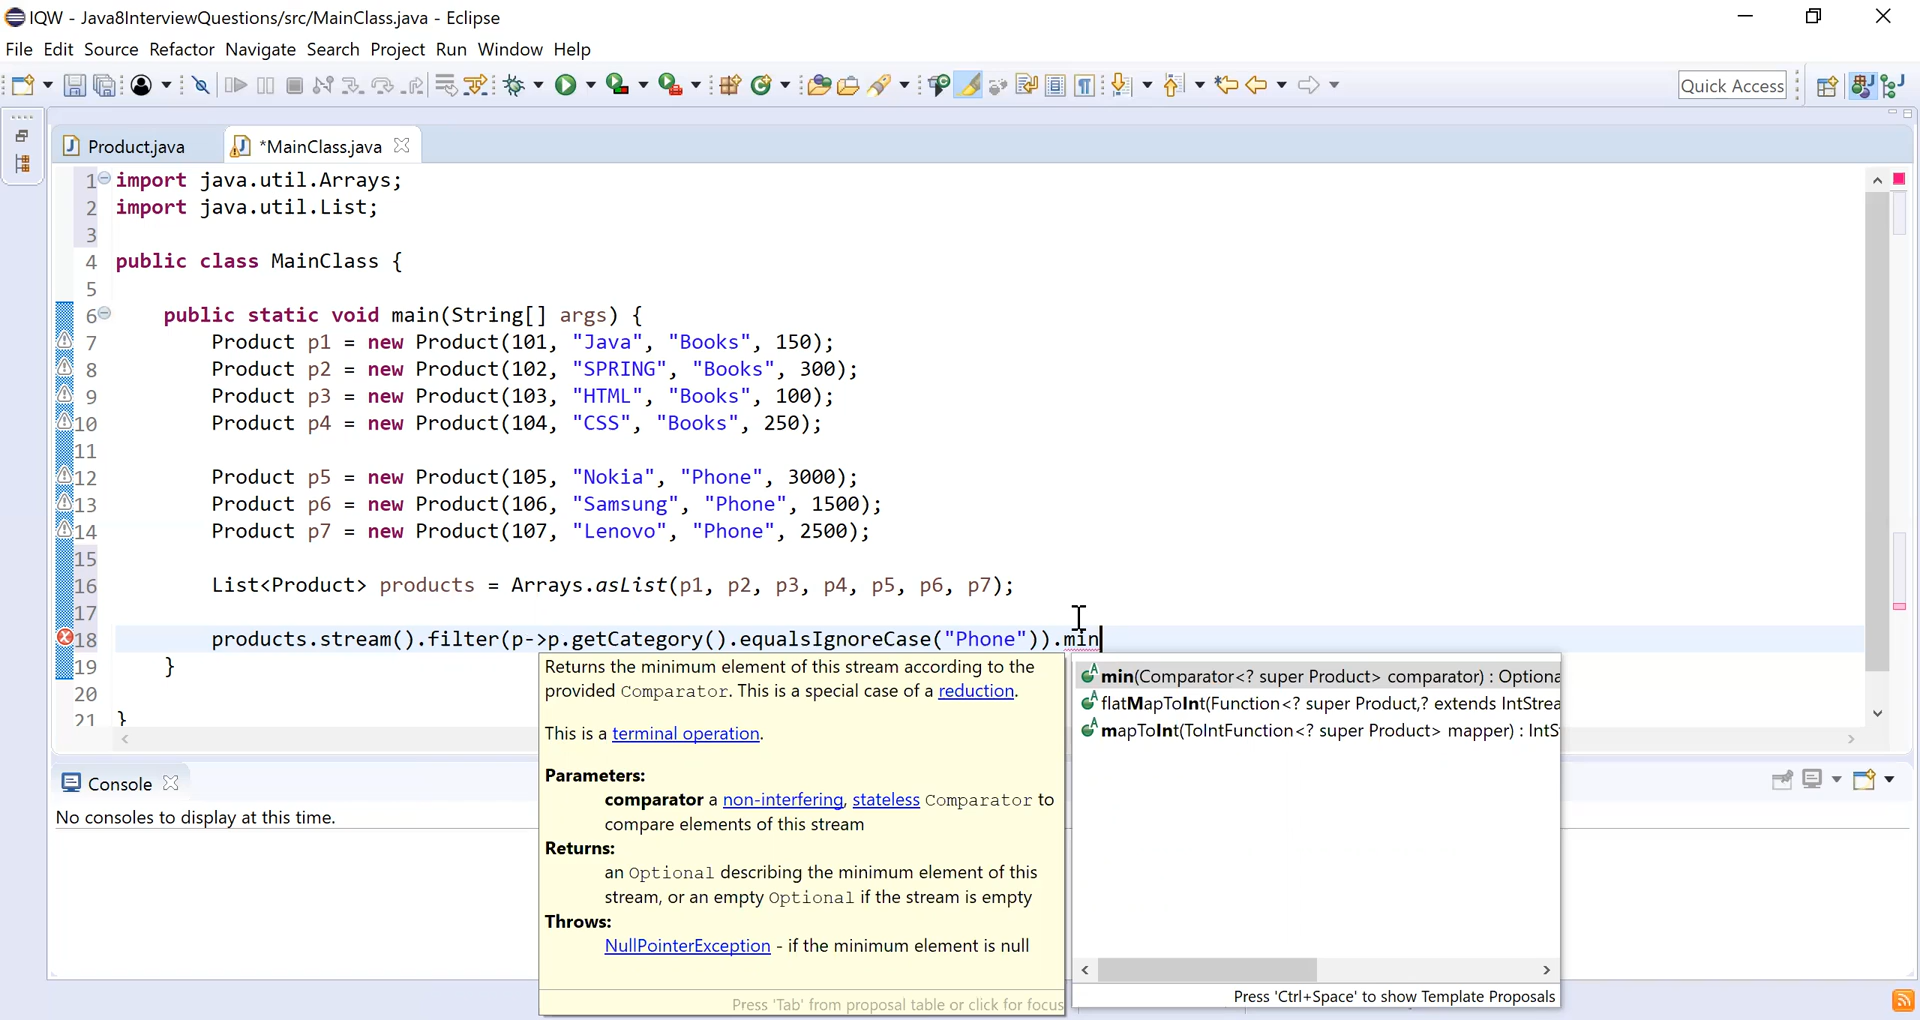 IQW - Java8InterviewQuestions/src/MainClass.java - Eclipse
File Edit Source Refactor Navigate Search Project Run Window Help
Quick Access
Product.java
*MainClass.java
1 import java.util.Arrays;
2 import java.util.List;
3
4 public class MainClass {
5
6 public static void main(String[] args) {
7 Product p1 = new Product(101, "Java", "Books", 150);
8 Product p2 = new Product(102, "SPRING", "Books", 300);
9 Product p3 = new Product(103, "HTML", "Books", 100);
10 Product p4 = new Product(104, "CSS", "Books", 250);
11
12 Product p5 = new Product(105, "Nokia", "Phone", 3000);
13 Product p6 = new Product(106, "Samsung", "Phone", 1500);
14 Product p7 = new Product(107, "Lenovo", "Phone", 2500);
15
16 List<Product> products = Arrays.asList(p1, p2, p3, p4, p5, p6, p7);
17
18 products.stream().filter(p->p.getCategory().equalsIgnoreCase("Phone")).min
19 }
20
21 }
Returns the minimum element of this stream according to the
provided Comparator. This is a special case of a reduction.
This is a terminal operation.
Parameters:
comparator a non-interfering, stateless Comparator to
compare elements of this stream
Returns:
an Optional describing the minimum element of this
stream, or an empty Optional if the stream is empty
Throws:
NullPointerException - if the minimum element is null
Press 'Tab' from proposal table or click for focus
min(Comparator<? super Product> comparator) : Optiona
flatMapToInt(Function<? super Product,? extends IntStrea
mapToInt(ToIntFunction<? super Product> mapper) : IntS
Press 'Ctrl+Space' to show Template Proposals
Console
No consoles to display at this time.